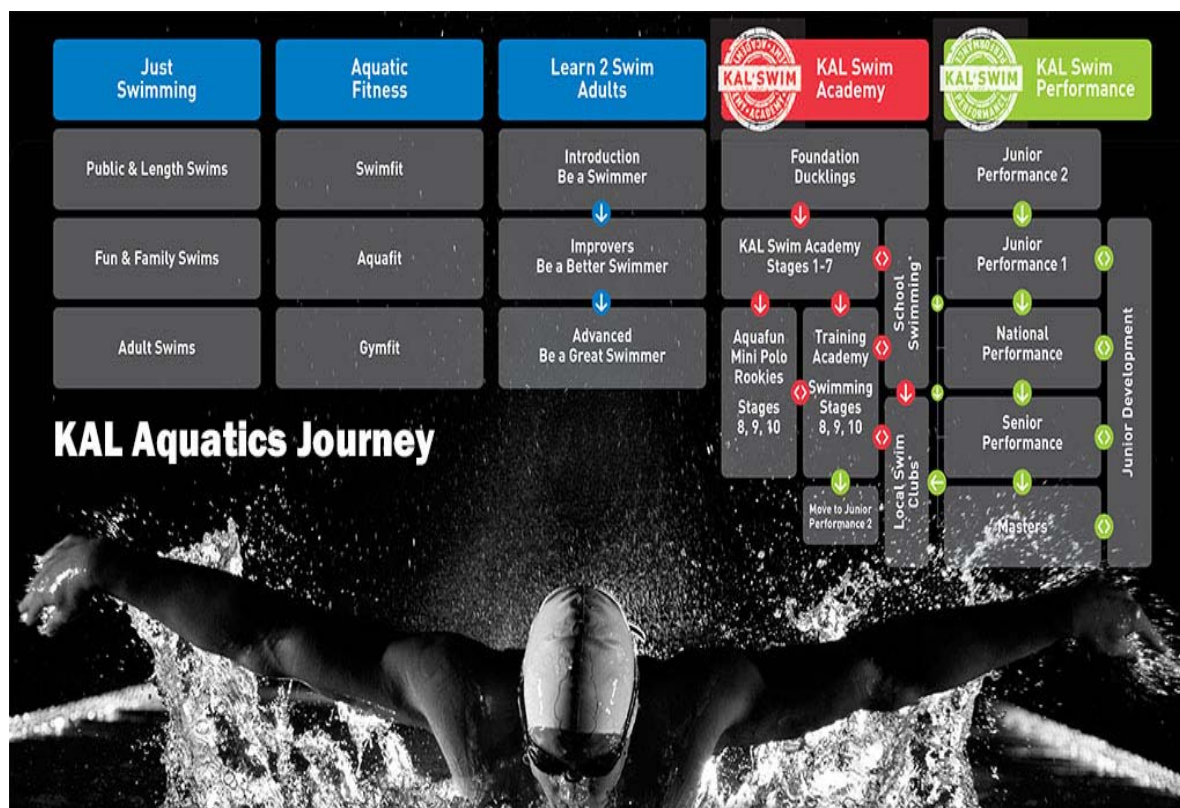 Just
Swimming
Public & Length Swims
Fun & Family Swims
Adult Swims
Aquatic
Fitness
Swimfit
Aquafit
Gymfit
Learn 2 Swim
Adults
Introduction
Be a Swimmer
Improvers
Be a Better Swimmer
Advanced
Be a Great Swimmer
KAL SWIM
KAL Swim
Academy
Foundation
Ducklings
KAL Swim Academy
Stages 1-7
School
Swimming*
Aquafun
Mini Polo
Rookies
Stages
8, 9, 10
Training
Academy
Swimming
Stages
8, 9, 10
Move to Junior
Performance 2
Local Swim
Clubs*
KAL SWIM
PERFORMANCE
KAL Swim
Performance
Junior
Performance 2
Junior
Performance 1
National
Performance
Senior
Performance
Masters
Junior Development
KAL Aquatics Journey